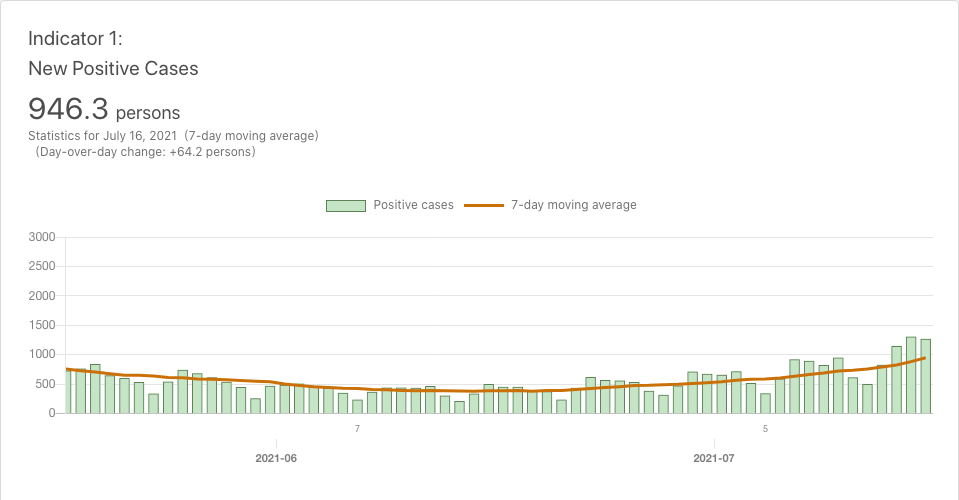 Indicator 1:
New Positive Cases
946.3 persons
Statistics for July 16, 2021 (7-day moving average)
(Day-over-day change: +64.2 persons)
Positive cases 7-day moving average
3000
2500
2000
1500
1000
500
0
7 5
2021-06 2021-07